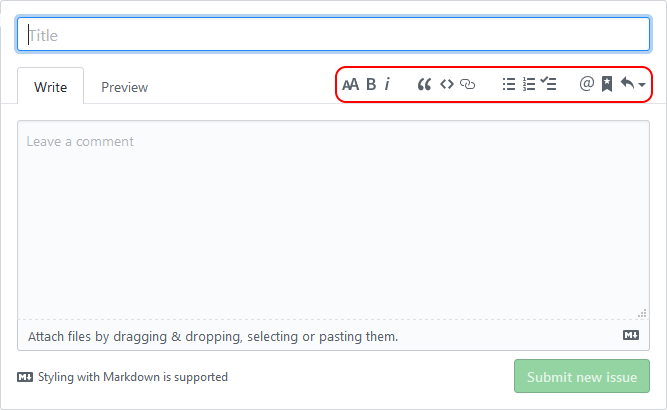 Title
Write Preview AA B i “ <> @
Leave a comment
Attach files by dragging & dropping, selecting or pasting them. M↓
M↓ Styling with Markdown is supported Submit new issue